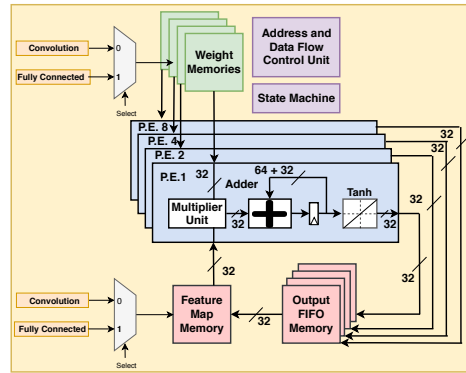 Convolution
0
Fully Connected
1
Select
Weight
Memories
Address and
Data Flow
Control Unit
State Machine
P.E. 8
P.E. 4
P.E. 2
P.E.1
32
32
32
32
32
64 + 32
Adder
Multiplier
Unit
32
32
Tanh
32
32
32
32
Convolution
0
Fully Connected
1
Select
Feature
Map
Memory
32
Output
FIFO
Memory